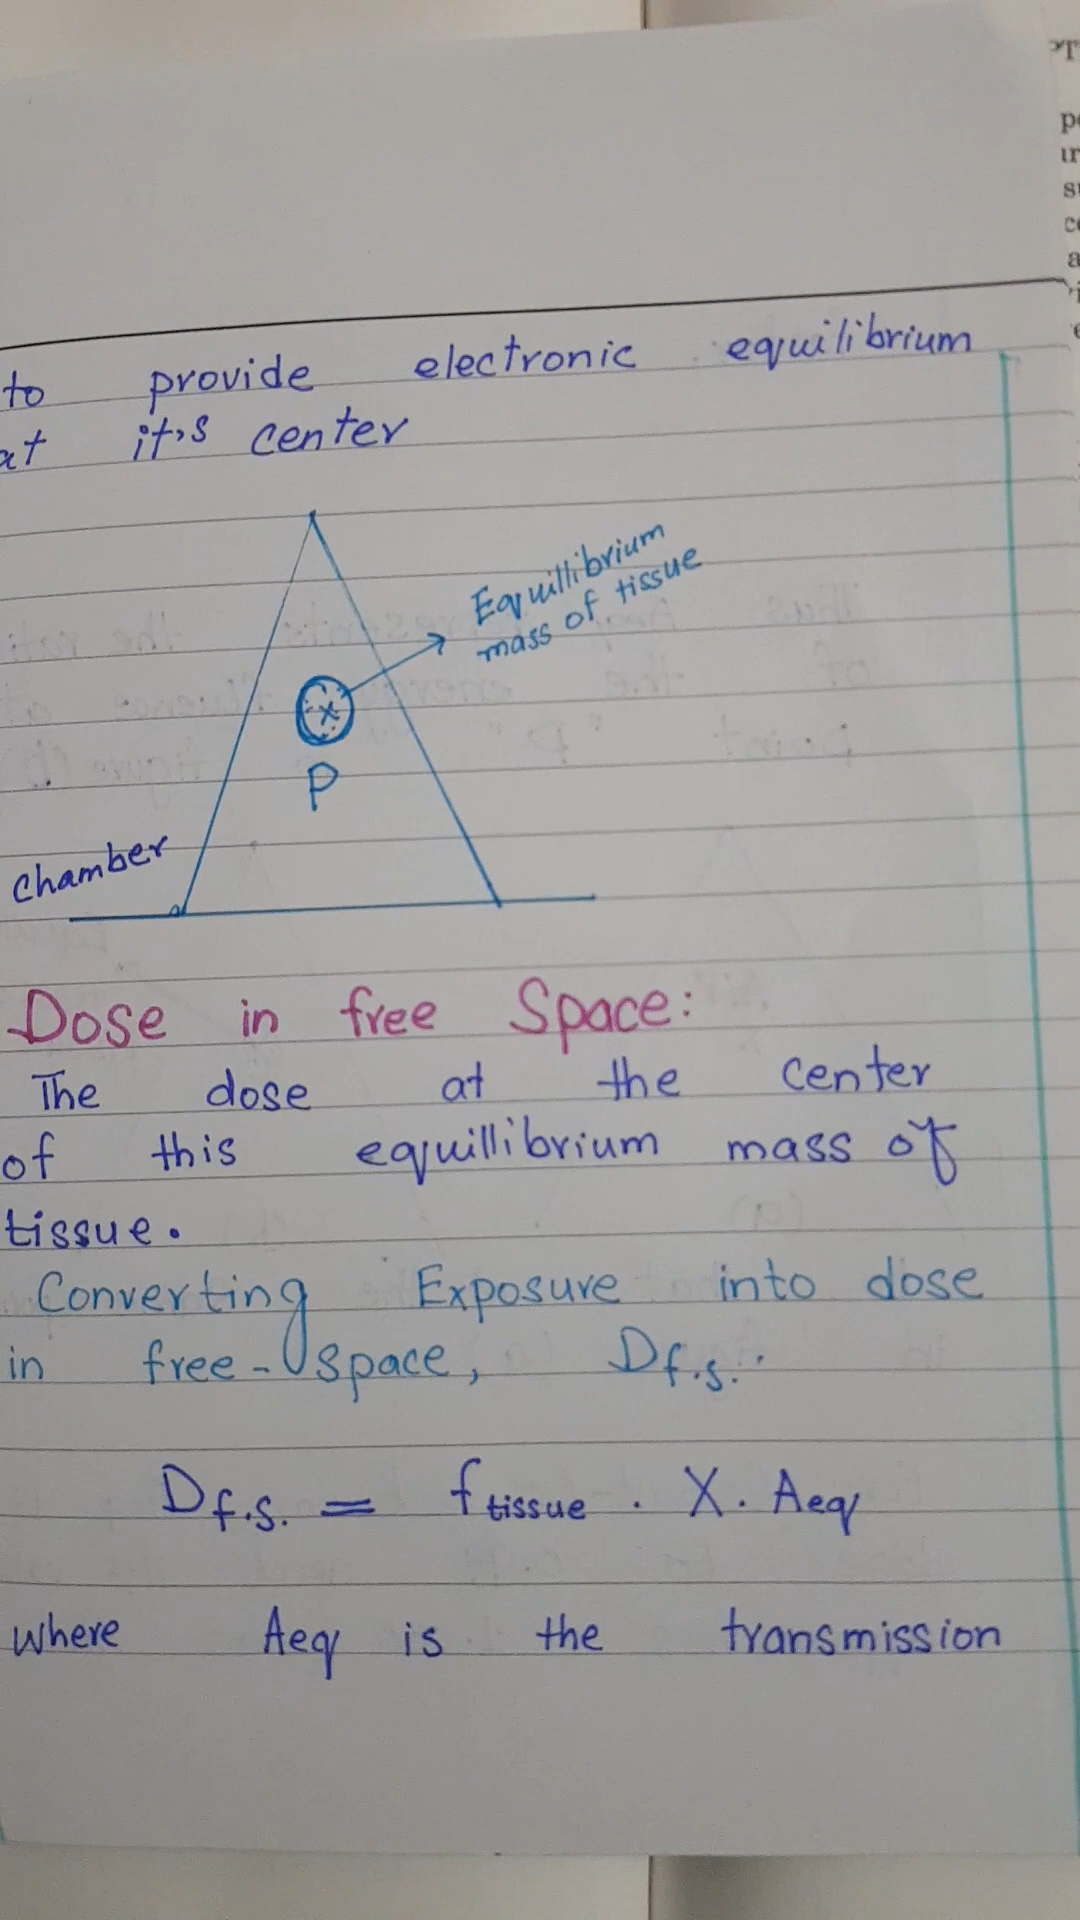 to provide electronic equilibrium
at it's center
Equillibrium
mass of tissue
P
Chamber
Dose in free Space:
The dose at the center
of this equillibrium mass of
tissue.
Converting Exposure into dose
in free-space, Df.s.:
Df.s. = ftissue . X. Aeq
where Aeq is the transmission